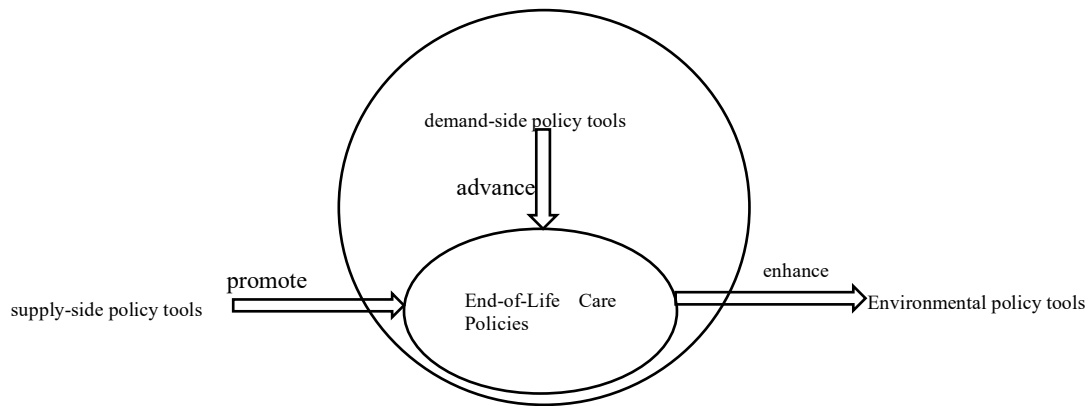 demand-side policy tools
advance
promote
enhance
supply-side policy tools
End-of-Life Care
Policies
Environmental policy tools